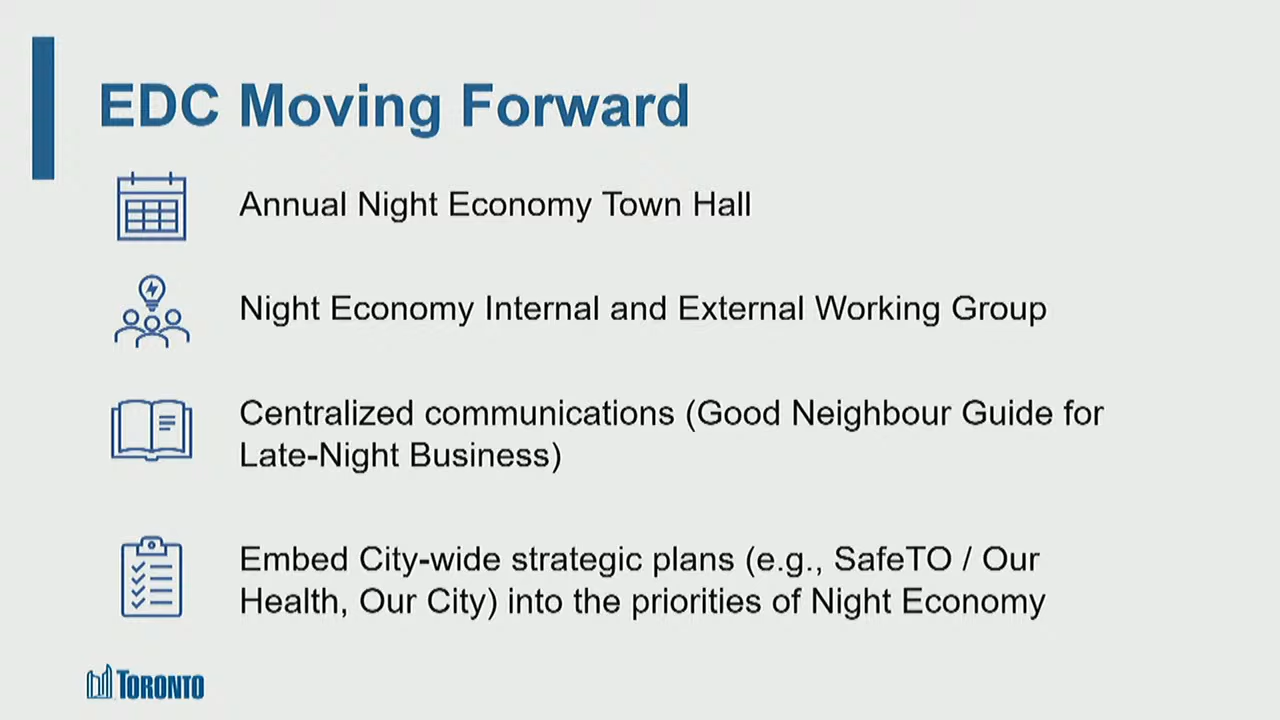 EDC Moving Forward
Annual Night Economy Town Hall
Night Economy Internal and External Working Group
Centralized communications (Good Neighbour Guide for
Late-Night Business)
Embed City-wide strategic plans (e.g., SafeTO / Our
Health, Our City) into the priorities of Night Economy
TORONTO